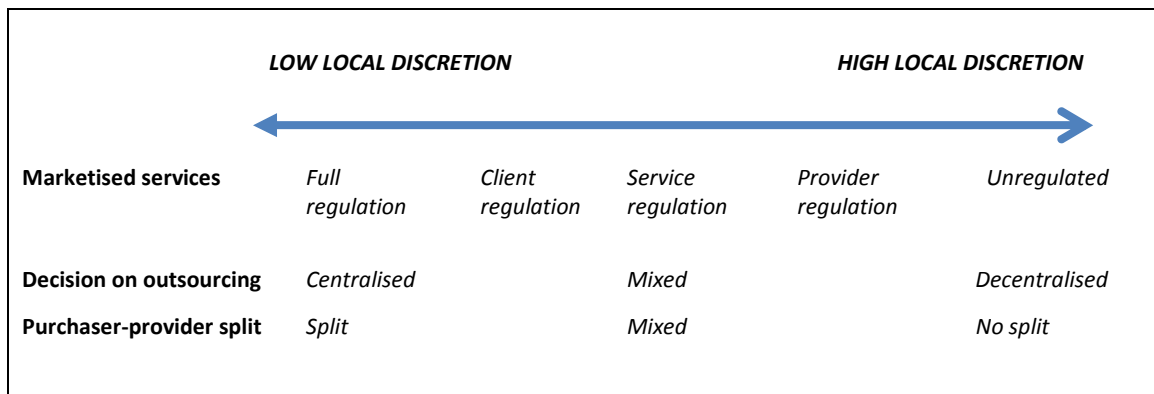 LOW LOCAL DISCRETION HIGH LOCAL DISCRETION
Marketised services Full Client Service Provider Unregulated
regulation regulation regulation regulation
Decision on outsourcing Centralised Mixed Decentralised
Purchaser-provider split Split Mixed No split